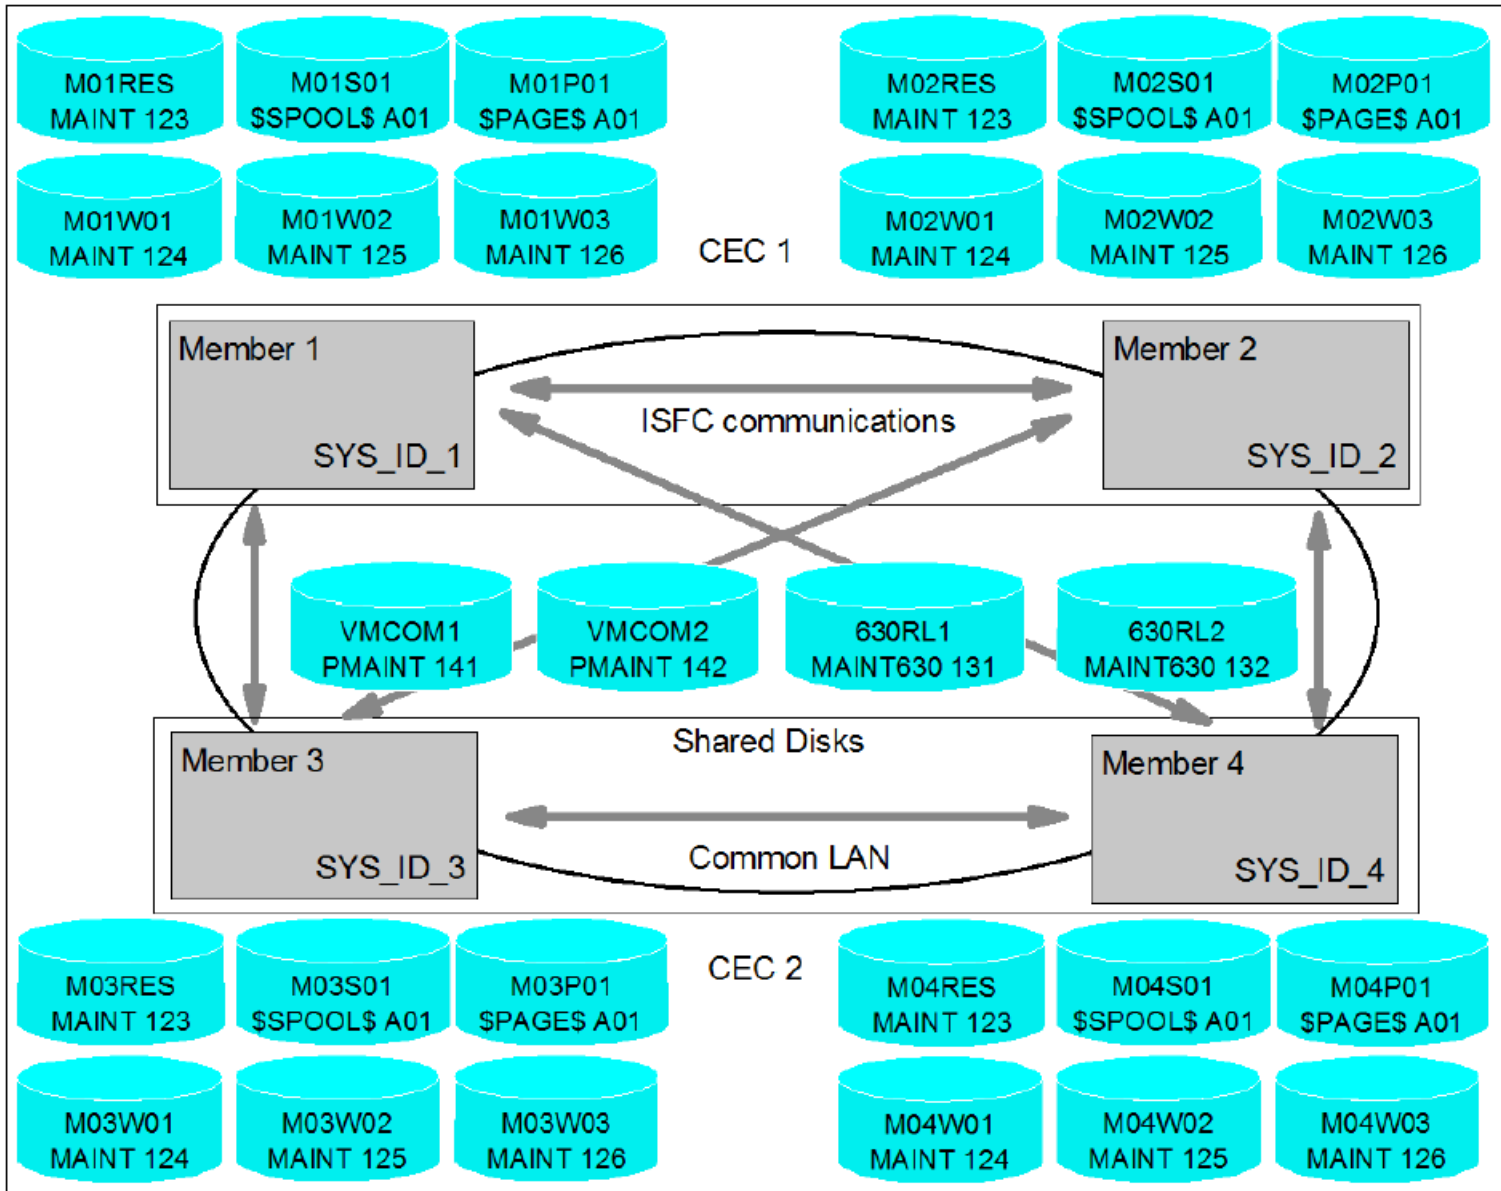 M01RES
MAINT 123
M01S01
$SPOOL$ A01
M01P01
$PAGE$ A01
M02RES
MAINT 123
M02S01
$SPOOL$ A01
M02P01
$PAGE$ A01
M01W01
MAINT 124
M01W02
MAINT 125
M01W03
MAINT 126
CEC 1
M02W01
MAINT 124
M02W02
MAINT 125
M02W03
MAINT 126
Member 1
SYS_ID_1
ISFC communications
Member 2
SYS_ID_2
VMCOM1
PMAINT 141
VMCOM2
PMAINT 142
630RL1
MAINT630 131
630RL2
MAINT630 132
Shared Disks
Member 3
SYS_ID_3
Common LAN
Member 4
SYS_ID_4
M03RES
MAINT 123
M03S01
$SPOOL$ A01
M03P01
$PAGE$ A01
CEC 2
M04RES
MAINT 123
M04S01
$SPOOL$ A01
M04P01
$PAGE$ A01
M03W01
MAINT 124
M03W02
MAINT 125
M03W03
MAINT 126
M04W01
MAINT 124
M04W02
MAINT 125
M04W03
MAINT 126